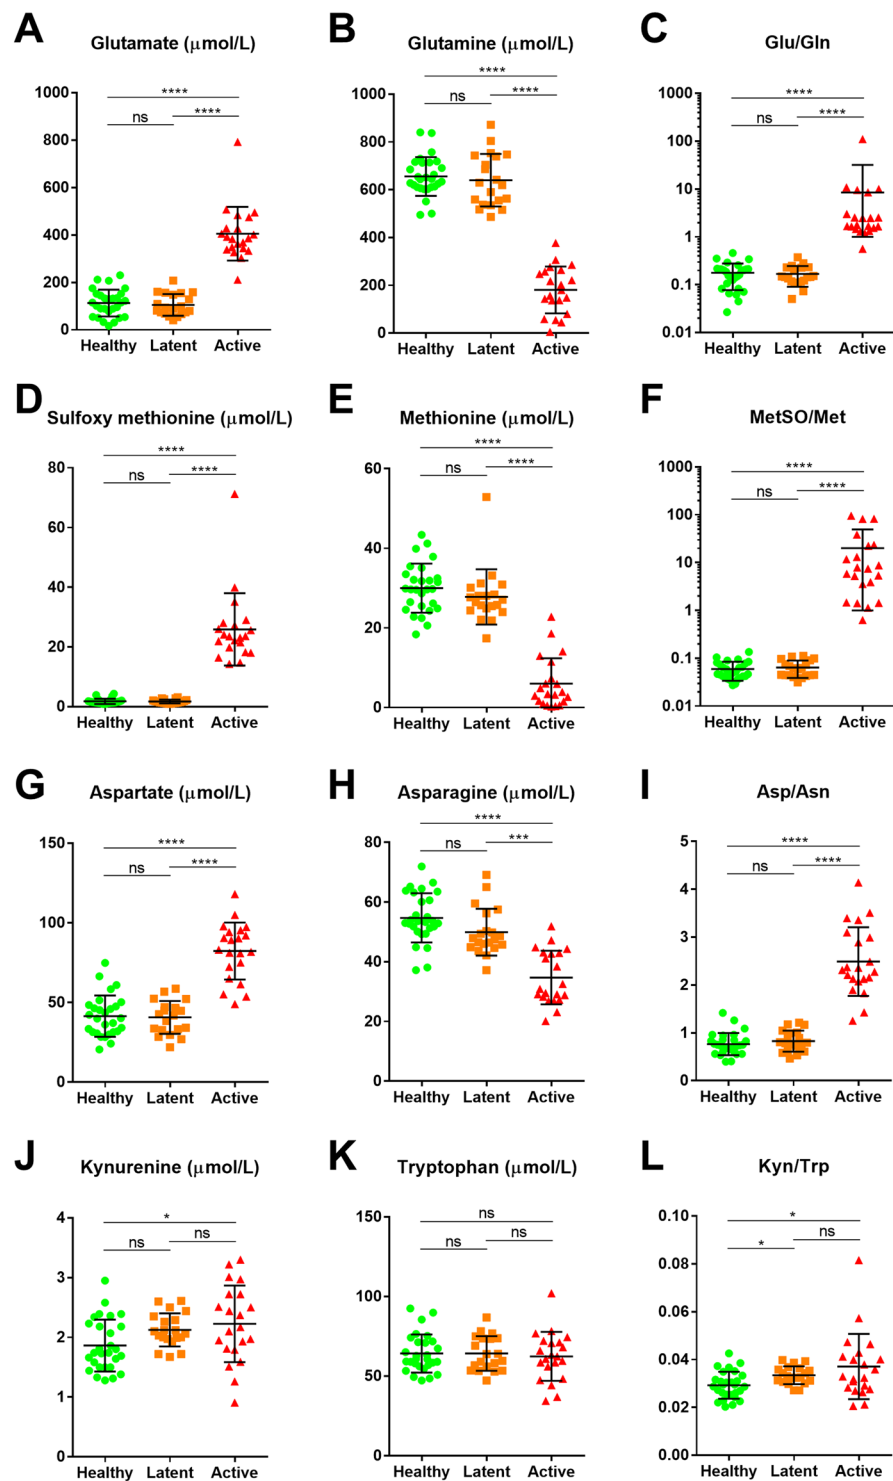 A
Glutamate (μmol/L)
****
ns
****
1000
800
600
400
200
0
Healthy Latent Active
B
Glutamine (μmol/L)
****
ns
****
1000
800
600
400
200
0
Healthy Latent Active
C
Glu/Gln
****
ns
****
1000
100
10
1
0.1
0.01
Healthy Latent Active
D
Sulfoxy methionine (μmol/L)
****
ns
****
80
60
40
20
0
Healthy Latent Active
E
Methionine (μmol/L)
****
ns
****
60
40
20
0
Healthy Latent Active
F
MetSO/Met
****
ns
****
1000
100
10
1
0.1
0.01
Healthy Latent Active
G
Aspartate (μmol/L)
****
ns
****
150
100
50
0
Healthy Latent Active
H
Asparagine (μmol/L)
****
ns
***
80
60
40
20
0
Healthy Latent Active
I
Asp/Asn
****
ns
****
5
4
3
2
1
0
Healthy Latent Active
J
Kynurenine (μmol/L)
*
ns
ns
4
3
2
1
0
Healthy Latent Active
K
Tryptophan (μmol/L)
ns
ns
ns
150
100
50
0
Healthy Latent Active
L
Kyn/Trp
*
*
ns
0.10
0.08
0.06
0.04
0.02
0.00
Healthy Latent Active